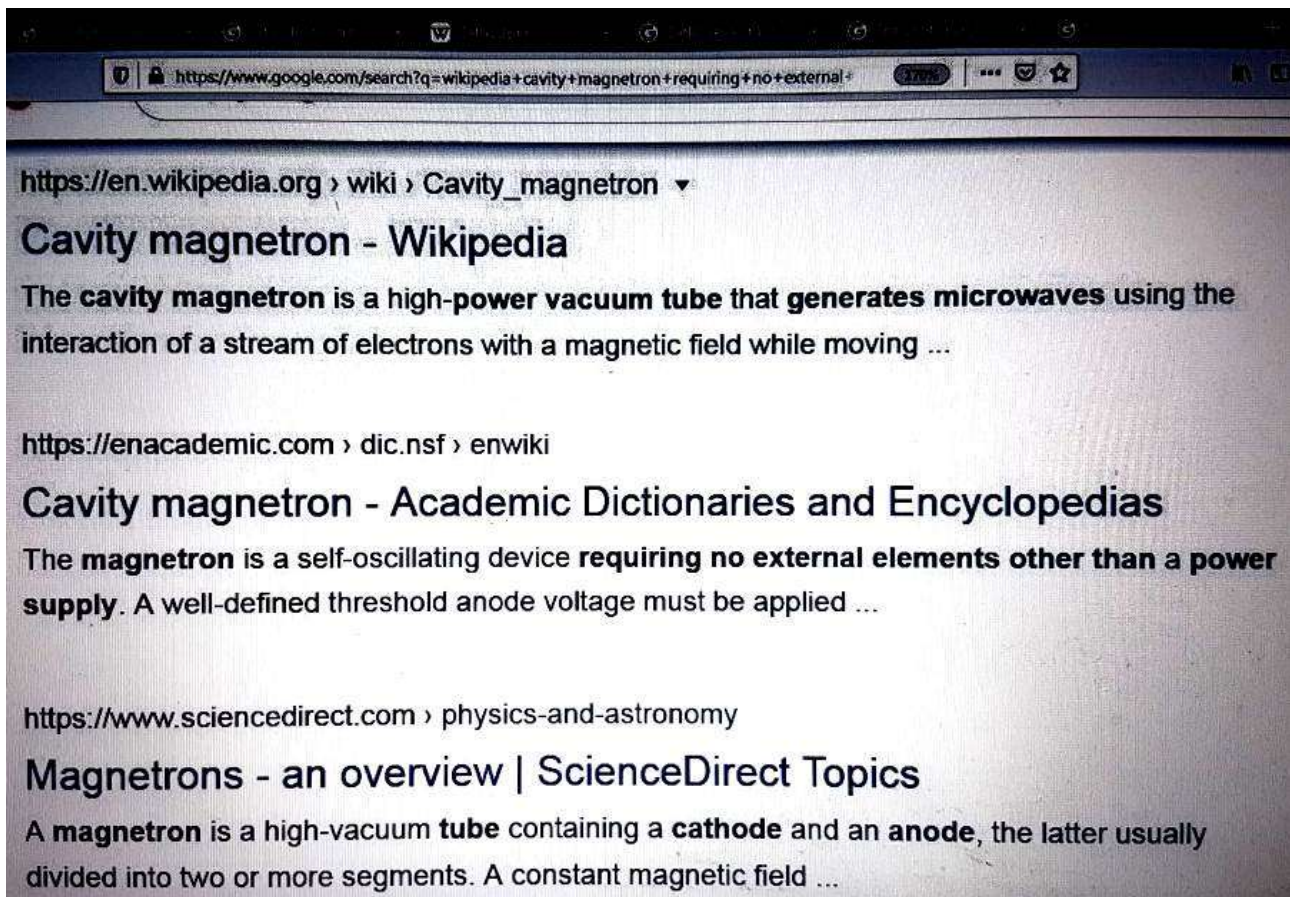 https://www.google.com/search?q=wikipedia+cavity+magnetron+requiring+no+external+
https://en.wikipedia.org › wiki › Cavity_magnetron ▼
Cavity magnetron - Wikipedia
The cavity magnetron is a high-power vacuum tube that generates microwaves using the
interaction of a stream of electrons with a magnetic field while moving ...
https://enacademic.com › dic.nsf › enwiki
Cavity magnetron - Academic Dictionaries and Encyclopedias
The magnetron is a self-oscillating device requiring no external elements other than a power
supply. A well-defined threshold anode voltage must be applied ...
https://www.sciencedirect.com › physics-and-astronomy
Magnetrons - an overview | ScienceDirect Topics
A magnetron is a high-vacuum tube containing a cathode and an anode, the latter usually
divided into two or more segments. A constant magnetic field ...